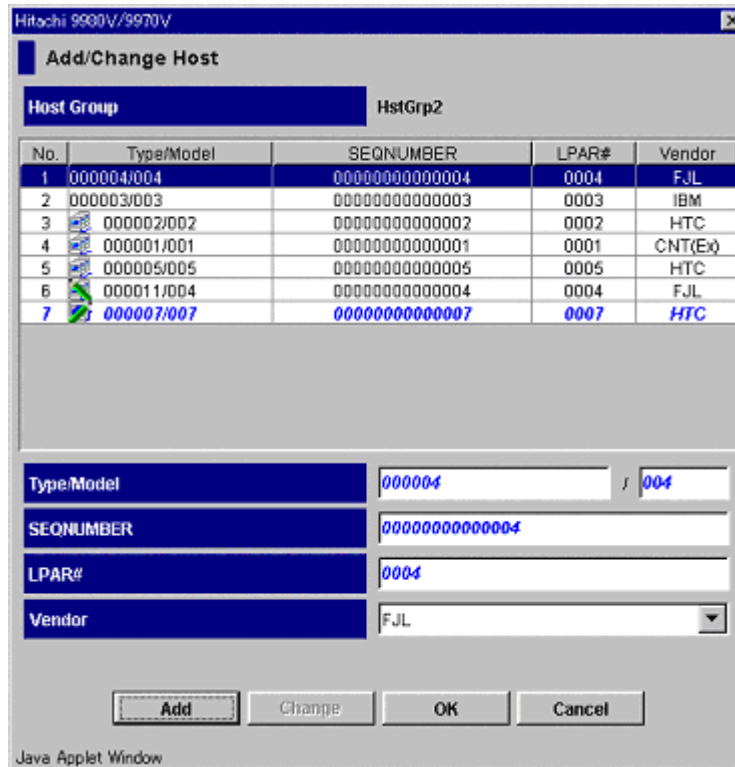 Hitachi 9980V/9970V
Add/Change Host
Host Group HstGrp2
No. Type/Model SEQNUMBER LPAR# Vendor
1 000004/004 00000000000004 0004 FJL
2 000003/003 00000000000003 0003 IBM
3 000002/002 00000000000002 0002 HTC
4 000001/001 00000000000001 0001 CNT(Ex)
5 000005/005 00000000000005 0005 HTC
6 000011/004 00000000000004 0004 FJL
7 000007/007 00000000000007 0007 HTC
Type/Model 000004 / 004
SEQNUMBER 00000000000004
LPAR# 0004
Vendor FJL
Add Change OK Cancel
Java Applet Window